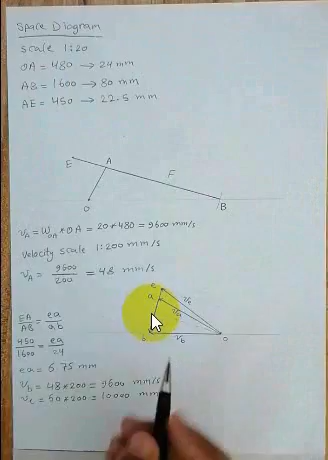 Space Diagram
scale 1:20
OA = 480 → 24 mm
AB = 1600 → 80 mm
AE = 450 → 22.5 mm
E A F
O B
VA = WOA * OA = 20*480 = 9600 mm/s
velocity scale 1:200 mm/s
VA = 9600/200 = 48 mm/s
e
a Ve
Va
b Vb o
EA/AB = ea/ab
450/1600 = ea/24
ea = 6.75 mm
Vb = 48*200 = 9600 mm/s
Ve = 50*200 = 10000 mm